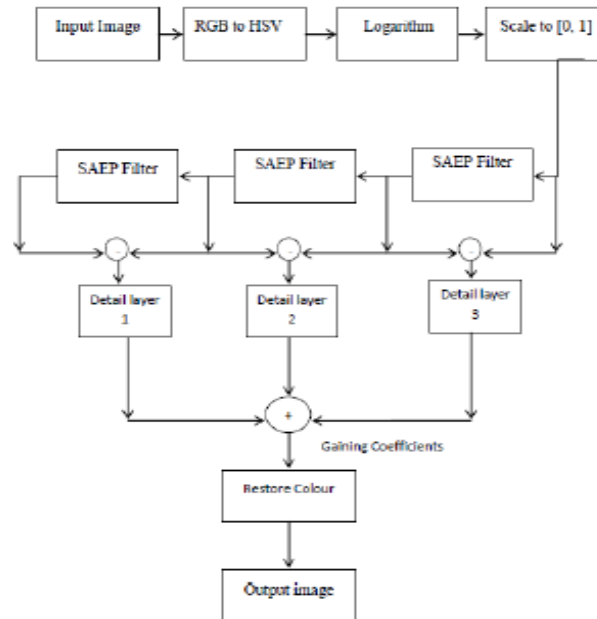 Input Image
RGB to HSV
Logarithm
Scale to [0, 1]
SAEP Filter
SAEP Filter
SAEP Filter
-
-
-
Detail layer
1
Detail layer
2
Detail layer
3
+
Gaining Coefficients
Restore Colour
Output image